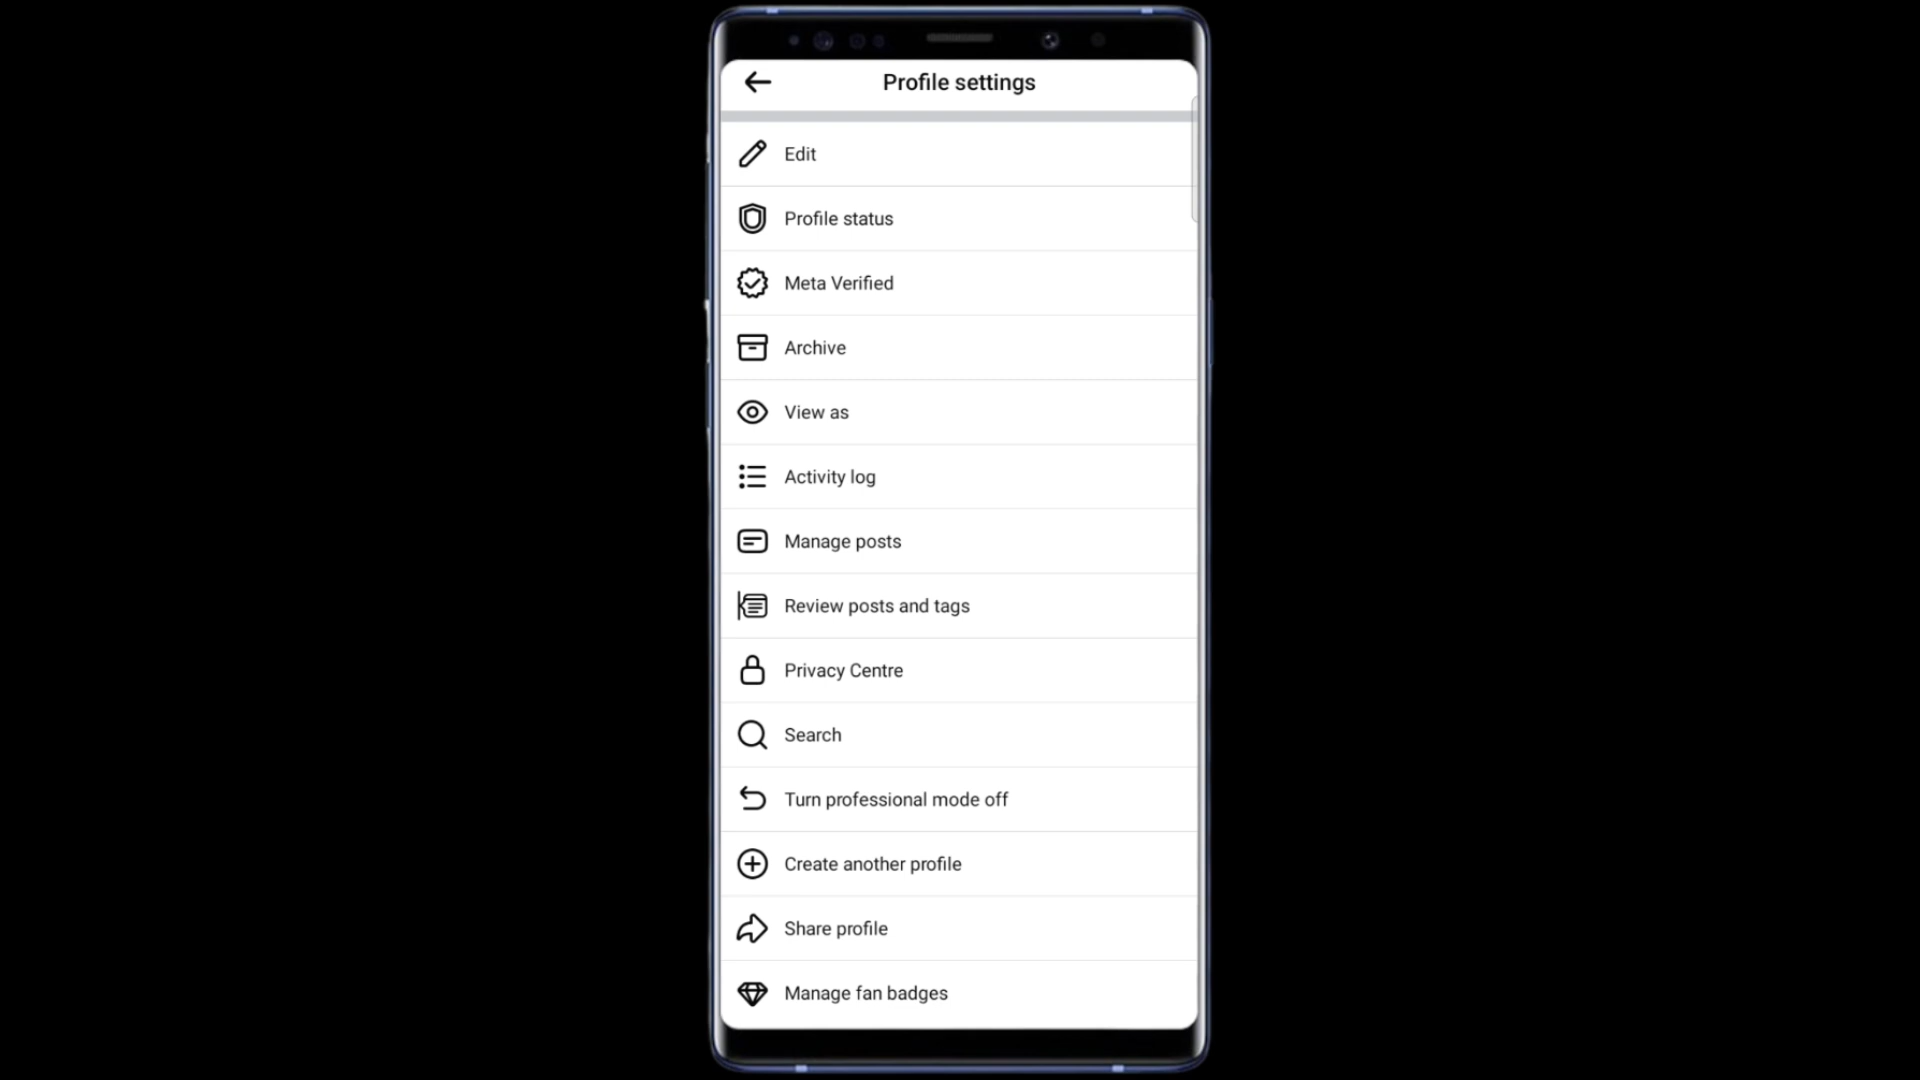 Profile settings
Edit
Profile status
Meta Verified
Archive
View as
Activity log
Manage posts
Review posts and tags
Privacy Centre
Search
Turn professional mode off
Create another profile
Share profile
Manage fan badges